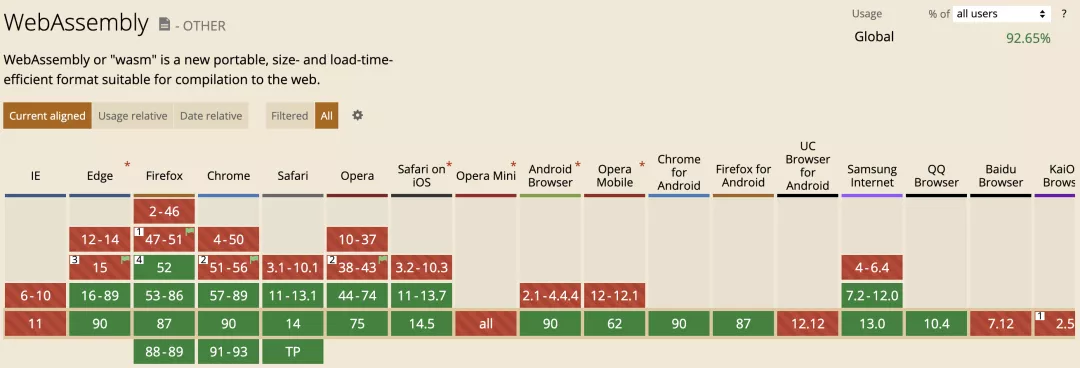 WebAssembly - OTHER
Usage % of all users ?
Global 92.65%
WebAssembly or "wasm" is a new portable, size- and load-time-
efficient format suitable for compilation to the web.
Current aligned Usage relative Date relative Filtered All
IE Edge * Firefox Chrome Safari Opera Safari on iOS * Opera Mini * Android Browser * Opera Mobile * Chrome for Android Firefox for Android UC Browser for Android Samsung Internet QQ Browser Baidu Browser KaiO Brows
2-46
12-14 1 47-51 4-50 10-37
3 15 4 52 2 51-56 3.1-10.1 2 38-43 3.2-10.3 4-6.4
6-10 16-89 53-86 57-89 11-13.1 44-74 11-13.7 2.1-4.4.4 12-12.1 7.2-12.0
11 90 87 90 14 75 14.5 all 90 62 90 87 12.12 13.0 10.4 7.12 1 2.5
88-89 91-93 TP